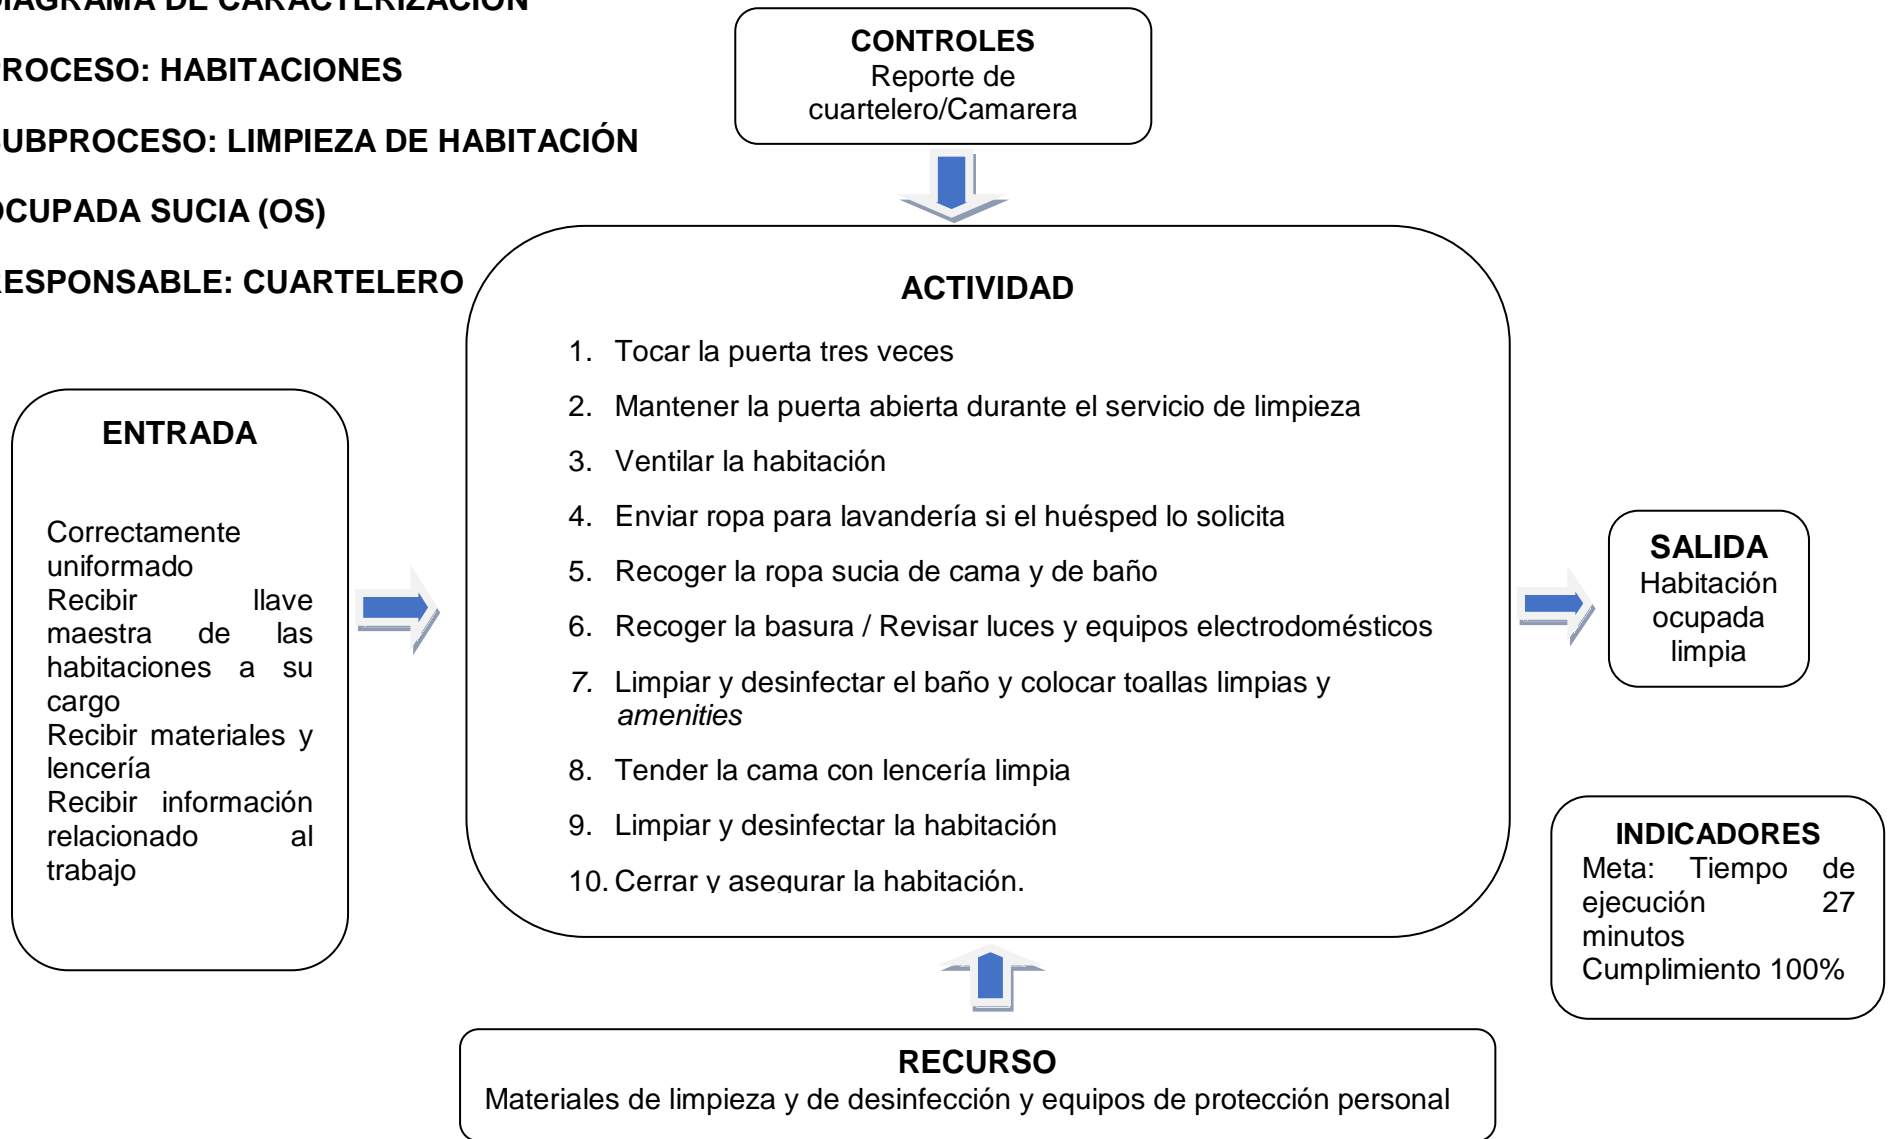 DIAGRAMA DE CARACTERIZACIÓN
PROCESO: HABITACIONES
SUBPROCESO: LIMPIEZA DE HABITACIÓN
OCUPADA SUCIA (OS)
RESPONSABLE: CUARTELERO
CONTROLES
Reporte de
cuartelero/Camarera
ENTRADA
Correctamente
uniformado
Recibir llave
maestra de las
habitaciones a su
cargo
Recibir materiales y
lencería
Recibir información
relacionado al
trabajo
ACTIVIDAD
1. Tocar la puerta tres veces
2. Mantener la puerta abierta durante el servicio de limpieza
3. Ventilar la habitación
4. Enviar ropa para lavandería si el huésped lo solicita
5. Recoger la ropa sucia de cama y de baño
6. Recoger la basura / Revisar luces y equipos electrodomésticos
7. Limpiar y desinfectar el baño y colocar toallas limpias y
amenities
8. Tender la cama con lencería limpia
9. Limpiar y desinfectar la habitación
10. Cerrar y asegurar la habitación.
SALIDA
Habitación
ocupada
limpia
INDICADORES
Meta: Tiempo de
ejecución 27
minutos
Cumplimiento 100%
RECURSO
Materiales de limpieza y de desinfección y equipos de protección personal